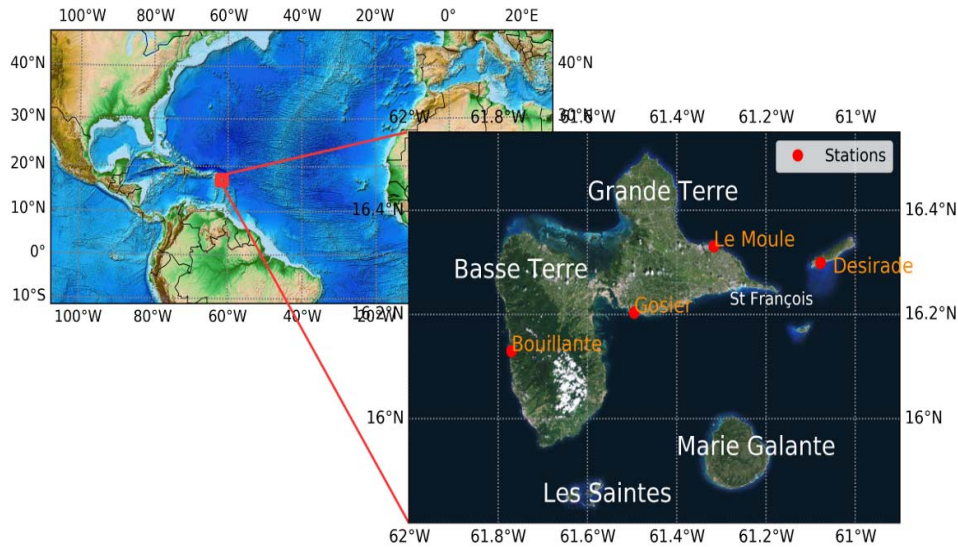 100°W 80°W 60°W 40°W 20°W 0° 20°E
40°N 40°N
30°N 30°N
62°W 61.8°W 61.6°W 61.4°W 61.2°W 61°W
Stations
20°N
Grande Terre
10°N 16.4°N 16.4°N
Le Moule
0° Basse Terre Desirade
10°S St François
Gosier
100°W 80°W 60°W 40°W 20°W 16.2°N 16.2°N
Bouillante
16°N 16°N
Marie Galante
Les Saintes
62°W 61.8°W 61.6°W 61.4°W 61.2°W 61°W